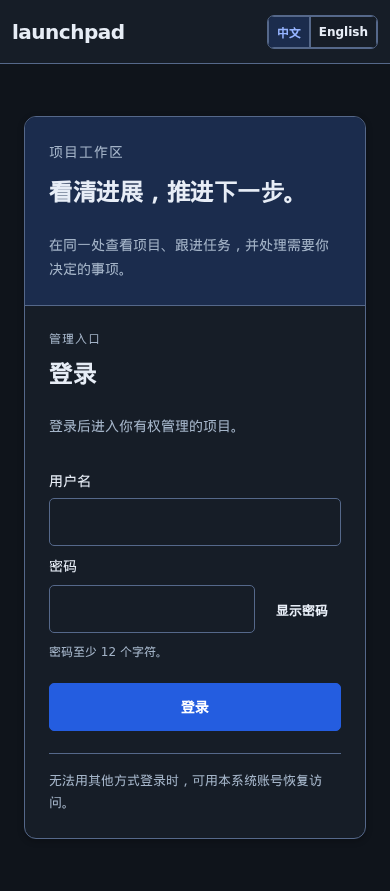 launchpad
中文 English
项目工作区
看清进展，推进下一步。
在同一处查看项目、跟进任务，并处理需要你
决定的事项。
管理入口
登录
登录后进入你有权管理的项目。
用户名
密码
显示密码
密码至少 12 个字符。
登录
无法用其他方式登录时，可用本系统账号恢复访
问。